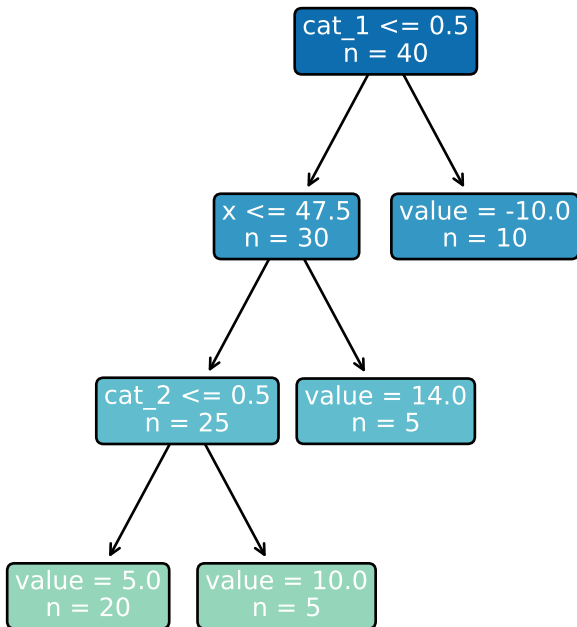 cat_1 <= 0.5
n = 40
x <= 47.5
n = 30
value = -10.0
n = 10
cat_2 <= 0.5
n = 25
value = 14.0
n = 5
value = 5.0
n = 20
value = 10.0
n = 5